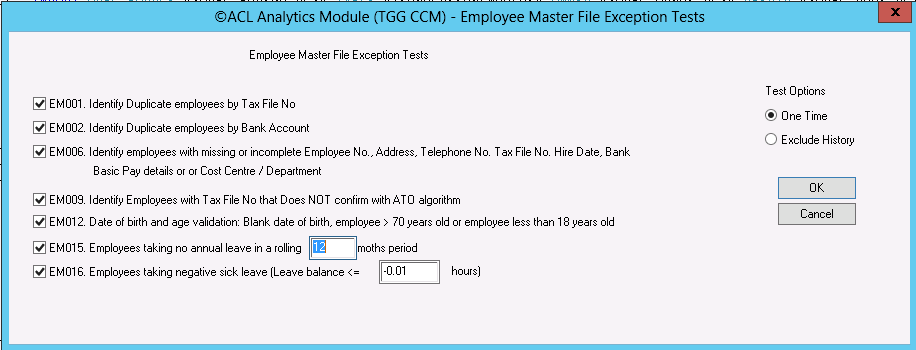 ©ACL Analytics Module (TGG CCM) - Employee Master File Exception Tests
x
Employee Master File Exception Tests
EM001. Identify Duplicate employees by Tax File No
EM002. Identify Duplicate employees by Bank Account
EM006. Identify employees with missing or incomplete Employee No., Address, Telephone No. Tax File No. Hire Date, Bank
Basic Pay details or or Cost Centre / Department
EM009. Identify Employees with Tax File No that Does NOT confirm with ATO algorithm
EM012. Date of birth and age validation: Blank date of birth, employee > 70 years old or employee less than 18 years old
EM015. Employees taking no annual leave in a rolling 12 moths period
EM016. Employees taking negative sick leave (Leave balance <= -0.01 hours)
Test Options
One Time
Exclude History
OK
Cancel